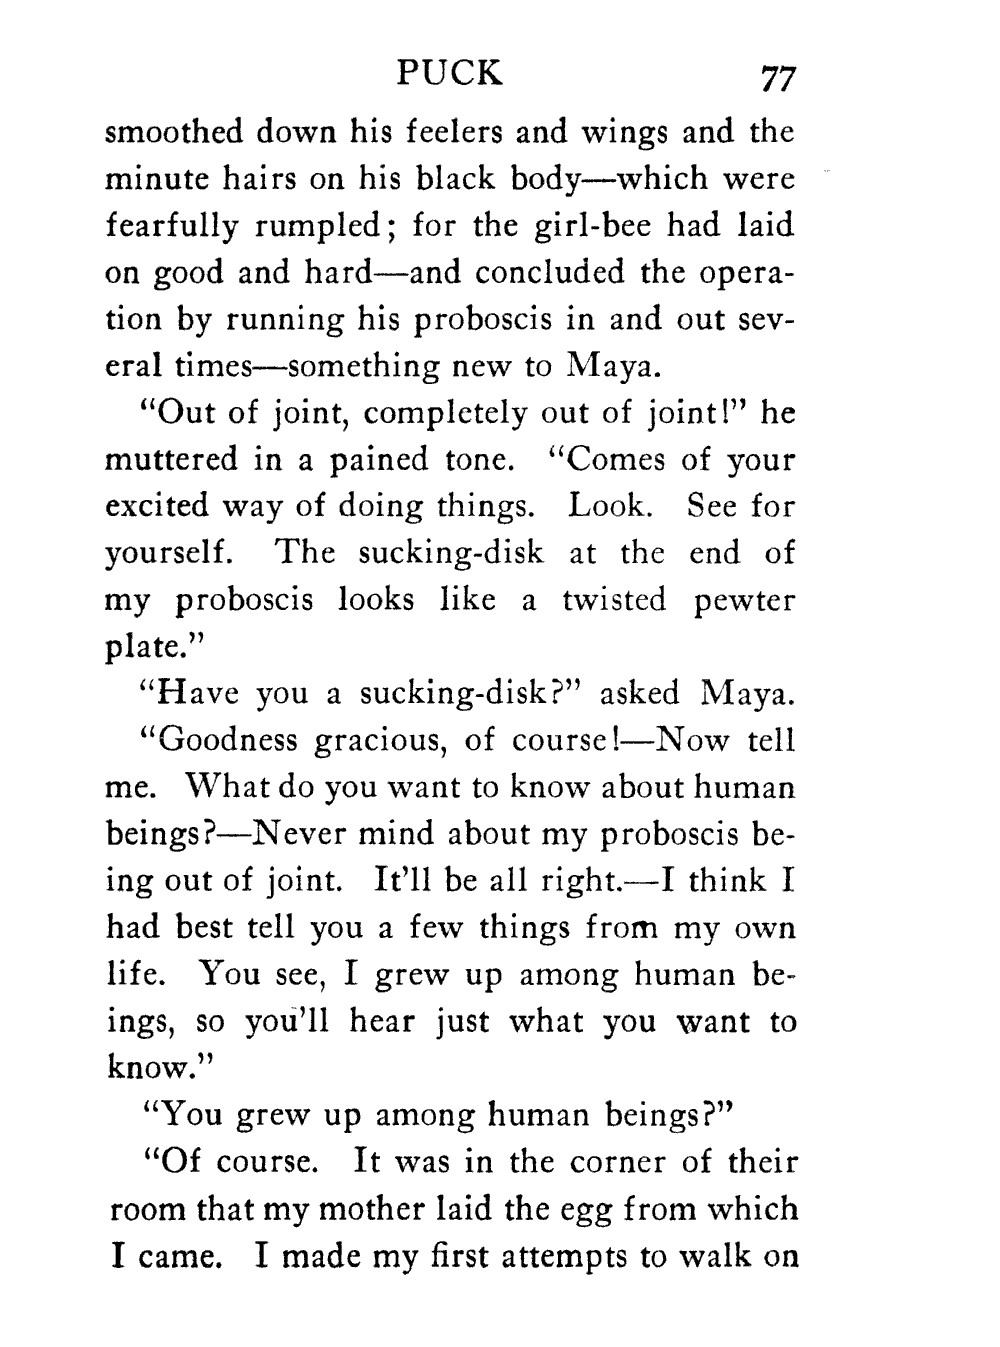 PUCK 77
smoothed down his feelers and wings and the
minute hairs on his black body—which were
fearfully rumpled; for the girl-bee had laid
on good and hard—and concluded the opera-
tion by running his proboscis in and out sev-
eral times—something new to Maya.
“Out of joint, completely out of joint!” he
muttered in a pained tone. “Comes of your
excited way of doing things. Look. See for
yourself. The sucking-disk at the end of
my proboscis looks like a twisted pewter
plate.”
“Have you a sucking-disk?” asked Maya.
“Goodness gracious, of course!—Now tell
me. What do you want to know about human
beings?—Never mind about my proboscis be-
ing out of joint. It’ll be all right.—I think I
had best tell you a few things from my own
life. You see, I grew up among human be-
ings, so you’ll hear just what you want to
know.”
“You grew up among human beings?”
“Of course. It was in the corner of their
room that my mother laid the egg from which
I came. I made my first attempts to walk on